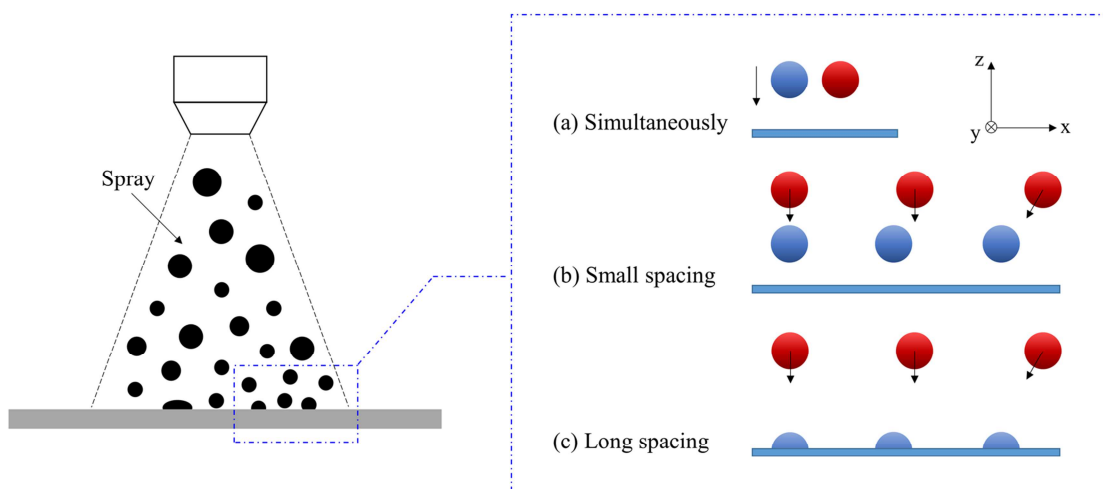 Spray
(a) Simultaneously
z
y
x
(b) Small spacing
(c) Long spacing